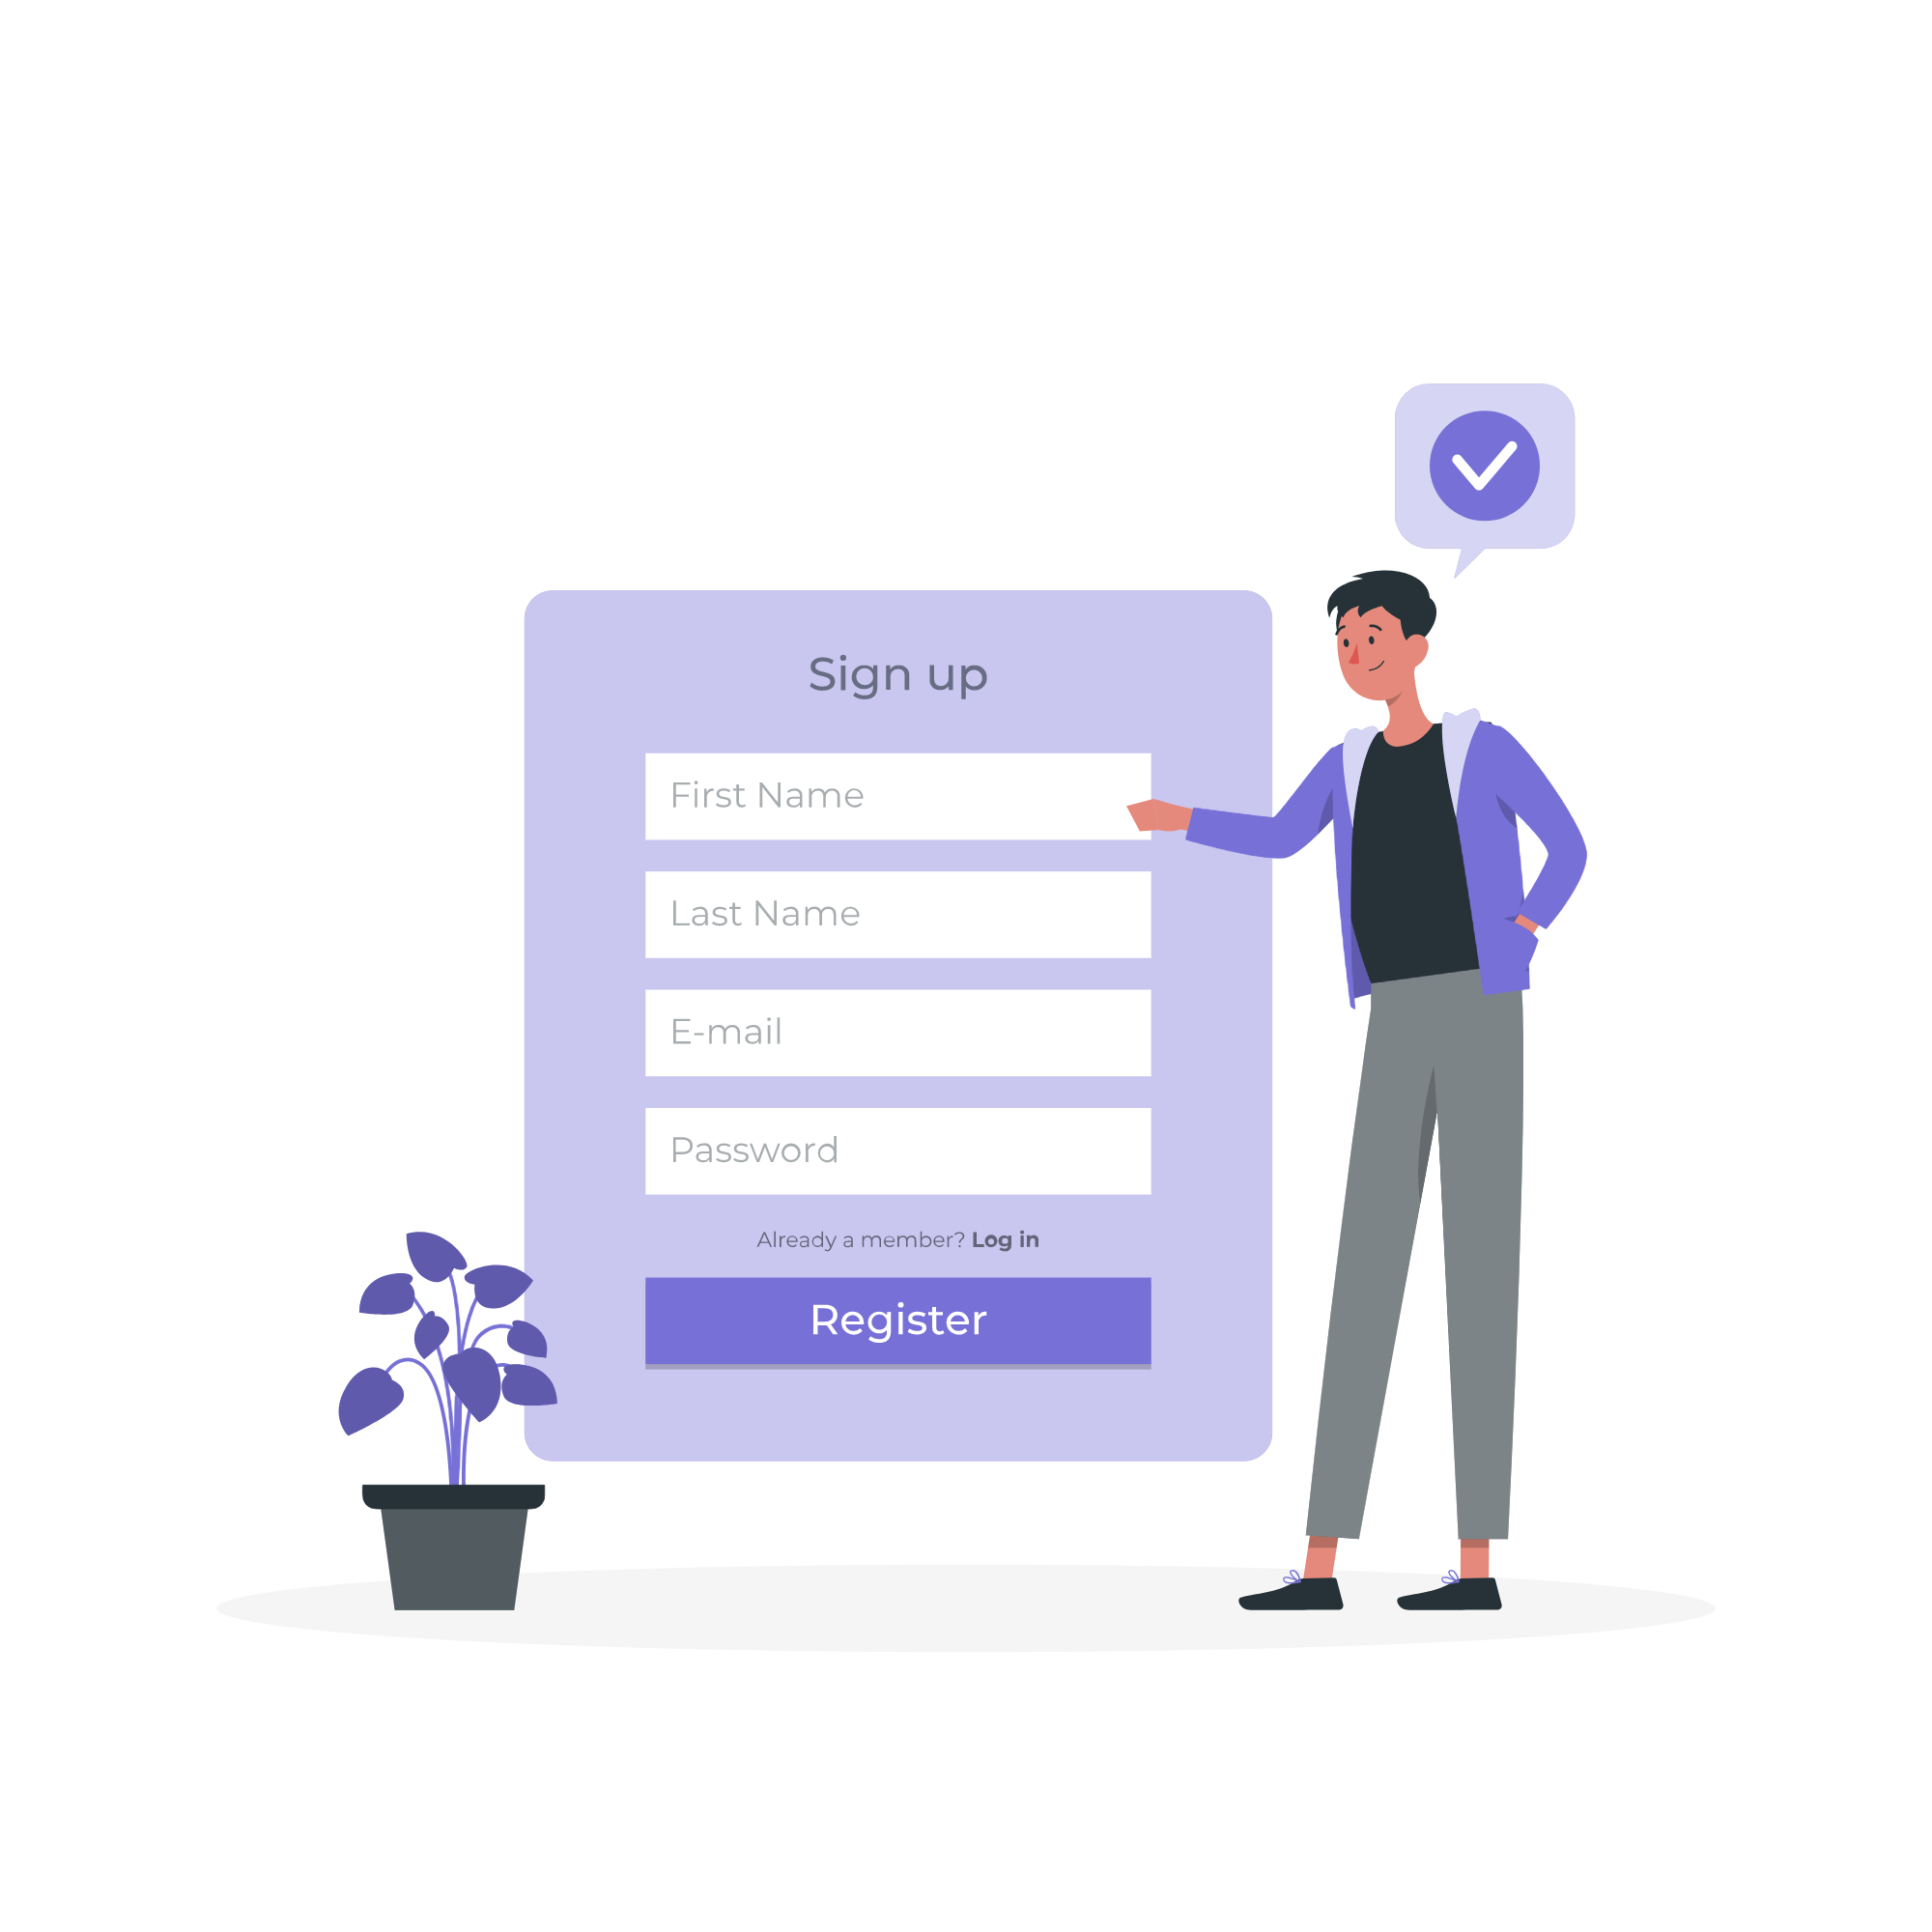 Sign up
First Name
Last Name
E-mail
Password
Already a member? Log in
Register